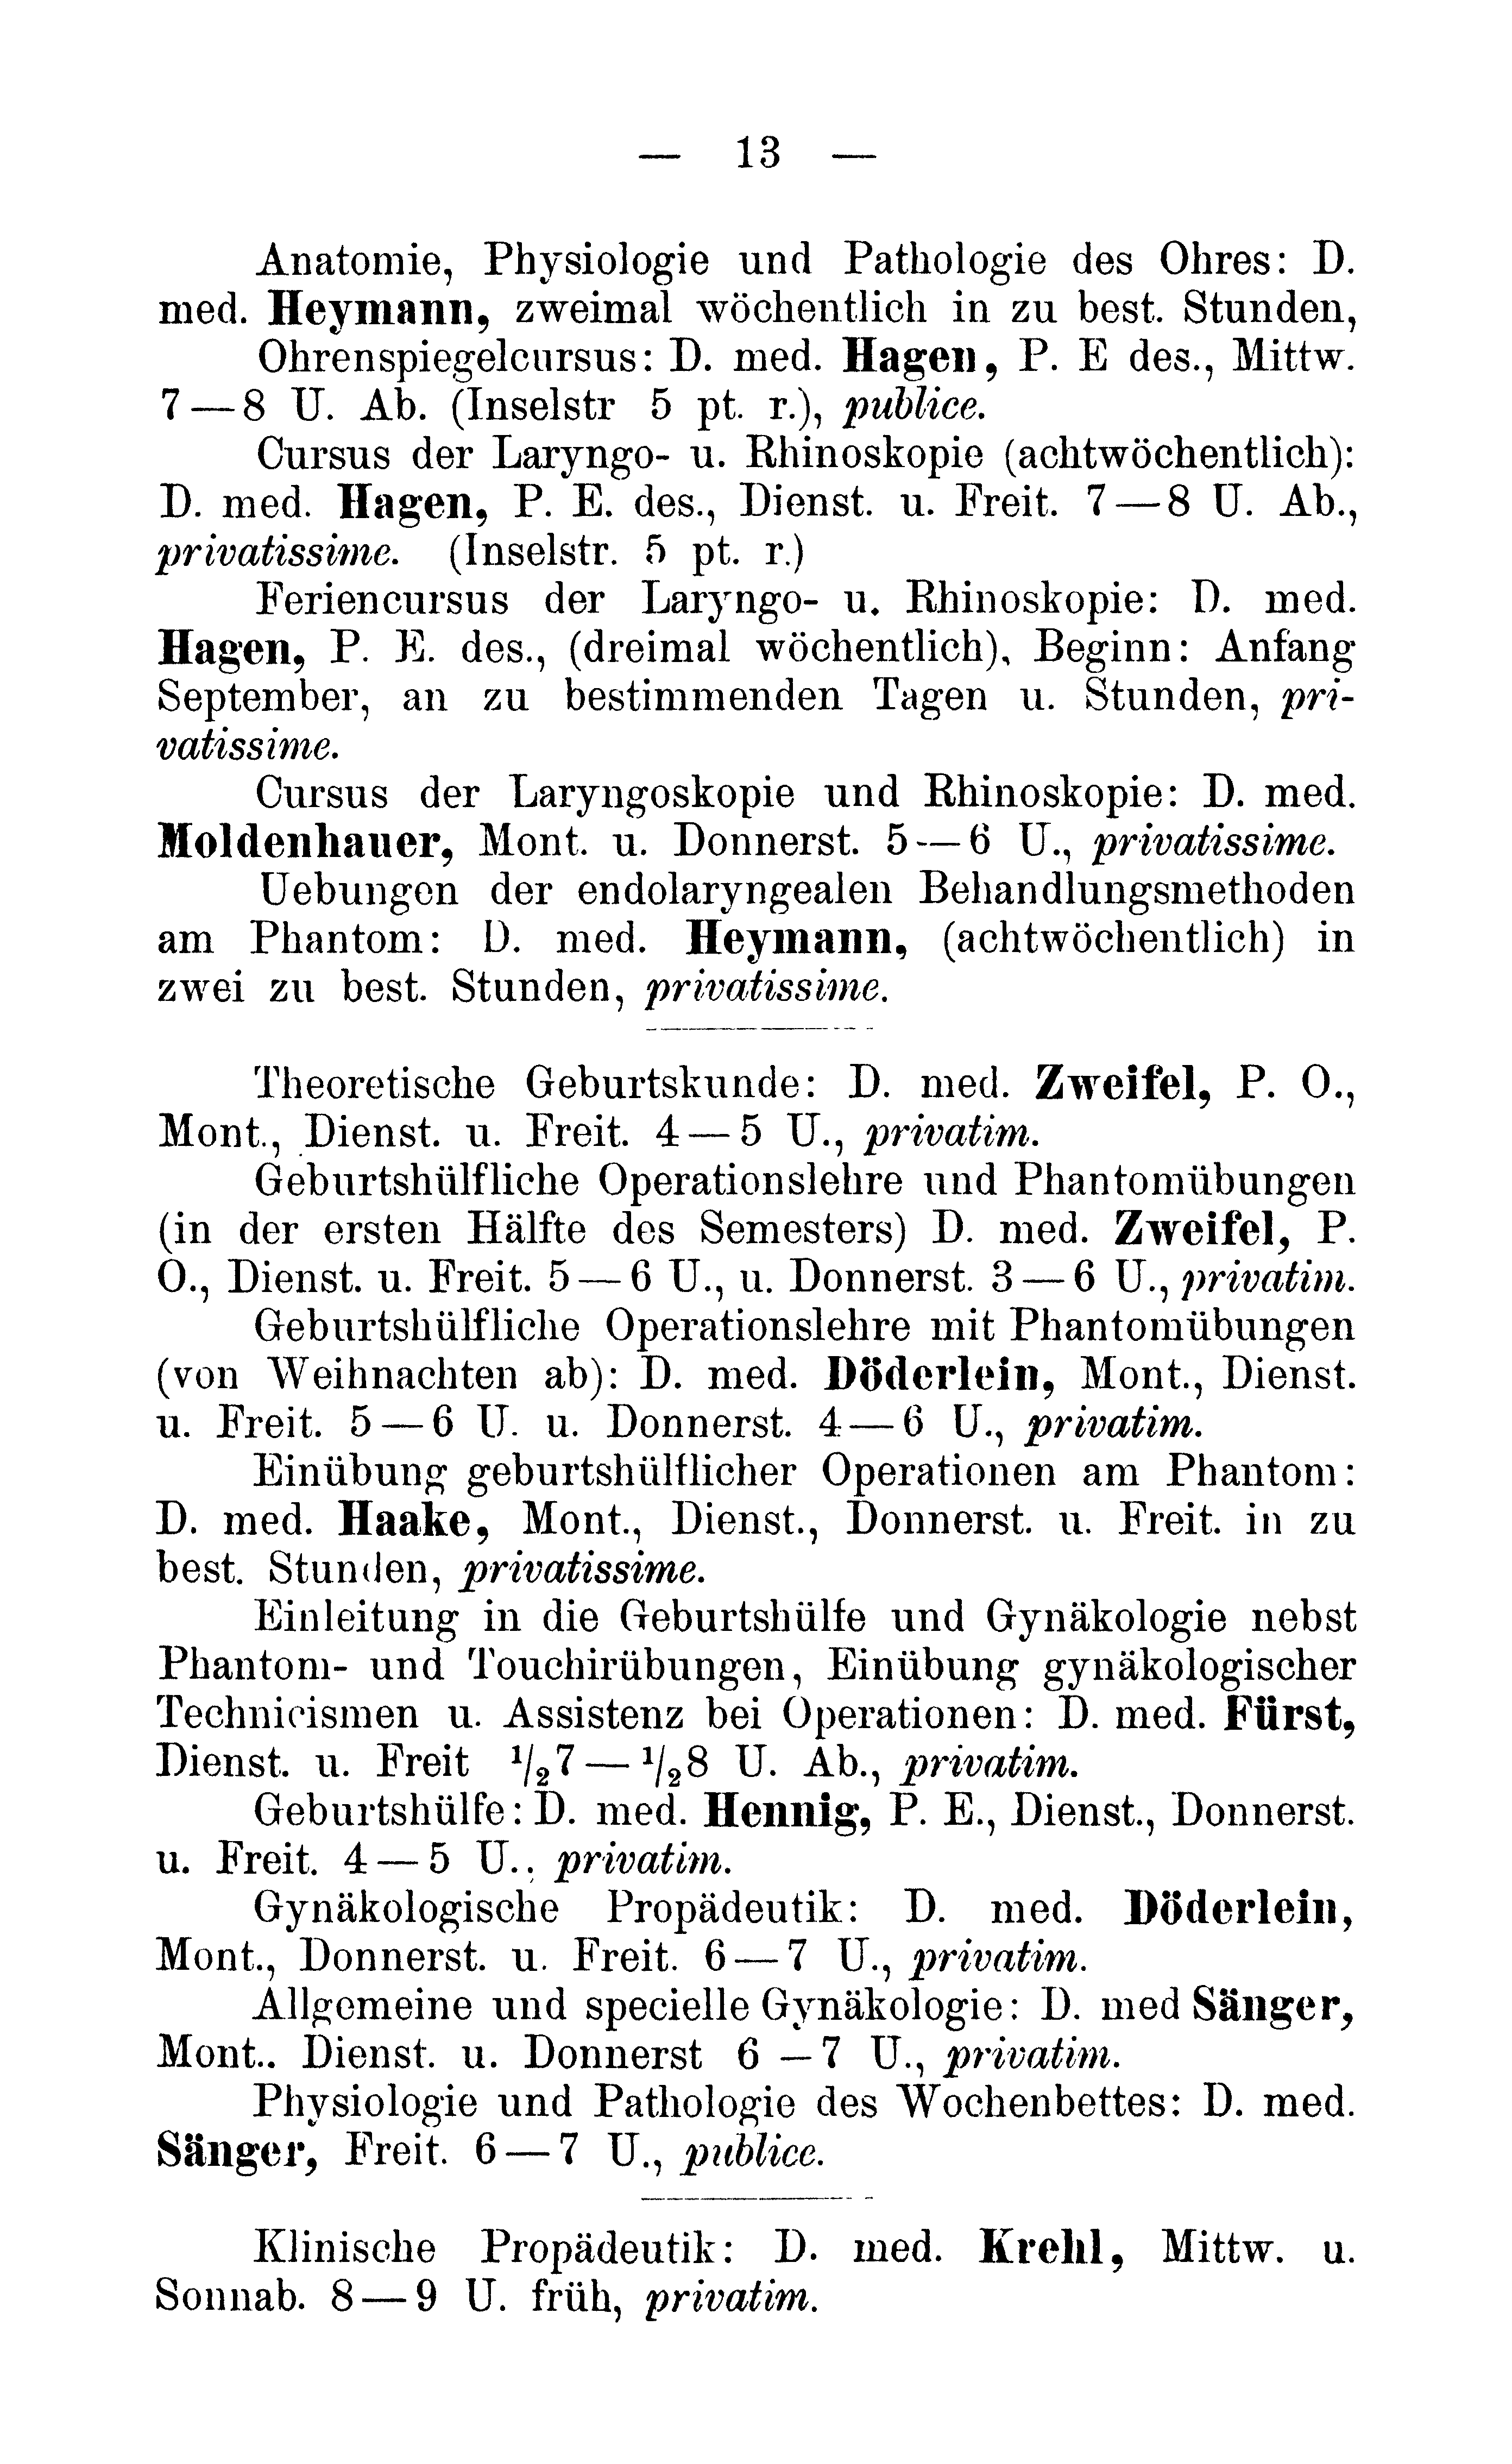 — 13 —
Anatomie, Physiologie und Pathologie des Ohres: D.
med. Heymann, zweimal wöchentlich in zu best. Stunden,
Ohrenspiegelcursus: D. med. Hagen, P. E des., Mittw.
7—8 U. Ab. (Inselstr 5 pt. r.), publice.
Cursus der Laryngo- u. Rhinoskopie (achtwöchentlich):
D. med. Hagen, P. E. des., Dienst. u. Freit. 7—8 U. Ab.,
privatissime. (Inselstr. 5 pt. r.)
Feriencursus der Laryngo- u. Rhinoskopie: D. med.
Hagen, P. E. des., (dreimal wöchentlich), Beginn: Anfang
September, an zu bestimmenden Tagen u. Stunden, pri-
vatissime.
Cursus der Laryngoskopie und Rhinoskopie: D. med.
Moldenhauer, Mont. u. Donnerst. 5—6 U., privatissime.
Uebungen der endolaryngealen Behandlungsmethoden
am Phantom: D. med. Heymann, (achtwöchentlich) in
zwei zu best. Stunden, privatissime.
Theoretische Geburtskunde: D. med. Zweifel, P. O.,
Mont., Dienst. u. Freit. 4—5 U., privatim.
Geburtshülfliche Operationslehre und Phantomübungen
(in der ersten Hälfte des Semesters) D. med. Zweifel, P.
O., Dienst. u. Freit. 5—6 U., u. Donnerst. 3—6 U., privatim.
Geburtshülfliche Operationslehre mit Phantomübungen
(von Weihnachten ab): D. med. Döderlein, Mont., Dienst.
u. Freit. 5—6 U. u. Donnerst. 4—6 U., privatim.
Einübung geburtshülflicher Operationen am Phantom:
D. med. Haake, Mont., Dienst., Donnerst. u. Freit. in zu
best. Stunden, privatissime.
Einleitung in die Geburtshülfe und Gynäkologie nebst
Phantom- und Touchirübungen, Einübung gynäkologischer
Technicismen u. Assistenz bei Operationen: D. med. Fürst,
Dienst. u. Freit ½7—½8 U. Ab., privatim.
Geburtshülfe: D. med. Hennig, P. E., Dienst., Donnerst.
u. Freit. 4—5 U., privatim.
Gynäkologische Propädeutik: D. med. Döderlein,
Mont., Donnerst. u. Freit. 6—7 U., privatim.
Allgemeine und specielle Gynäkologie: D. med Sänger,
Mont.. Dienst. u. Donnerst 6—7 U., privatim.
Physiologie und Pathologie des Wochenbettes: D. med.
Sänger, Freit. 6—7 U., publice.
Klinische Propädeutik: D. med. Krehl, Mittw. u.
Sonnab. 8—9 U. früh, privatim.